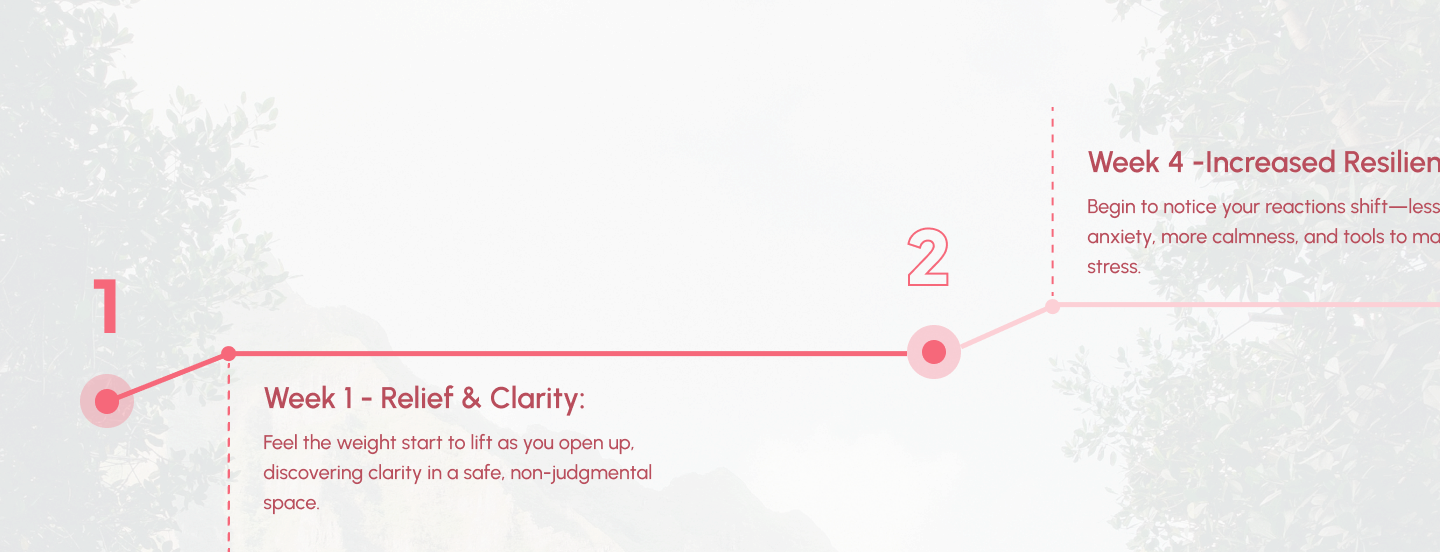 1
Week 1 - Relief & Clarity:
Feel the weight start to lift as you open up,
discovering clarity in a safe, non-judgmental
space.
2
Week 4 -Increased
Begin to notice your reactions shift—less
anxiety, more calmness, and tools to
stress.